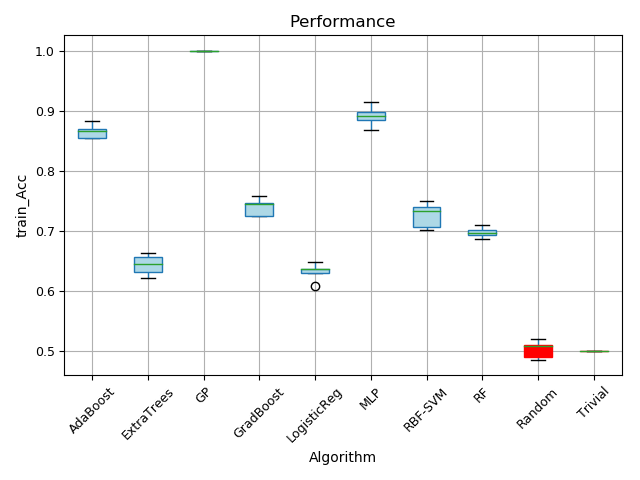 Performance
1.0
0.9
0.8
0.7
0.6
0.5
train_Acc
AdaBoost
ExtraTrees
GP
GradBoost
LogisticReg
MLP
RBF-SVM
RF
Random
Trivial
Algorithm